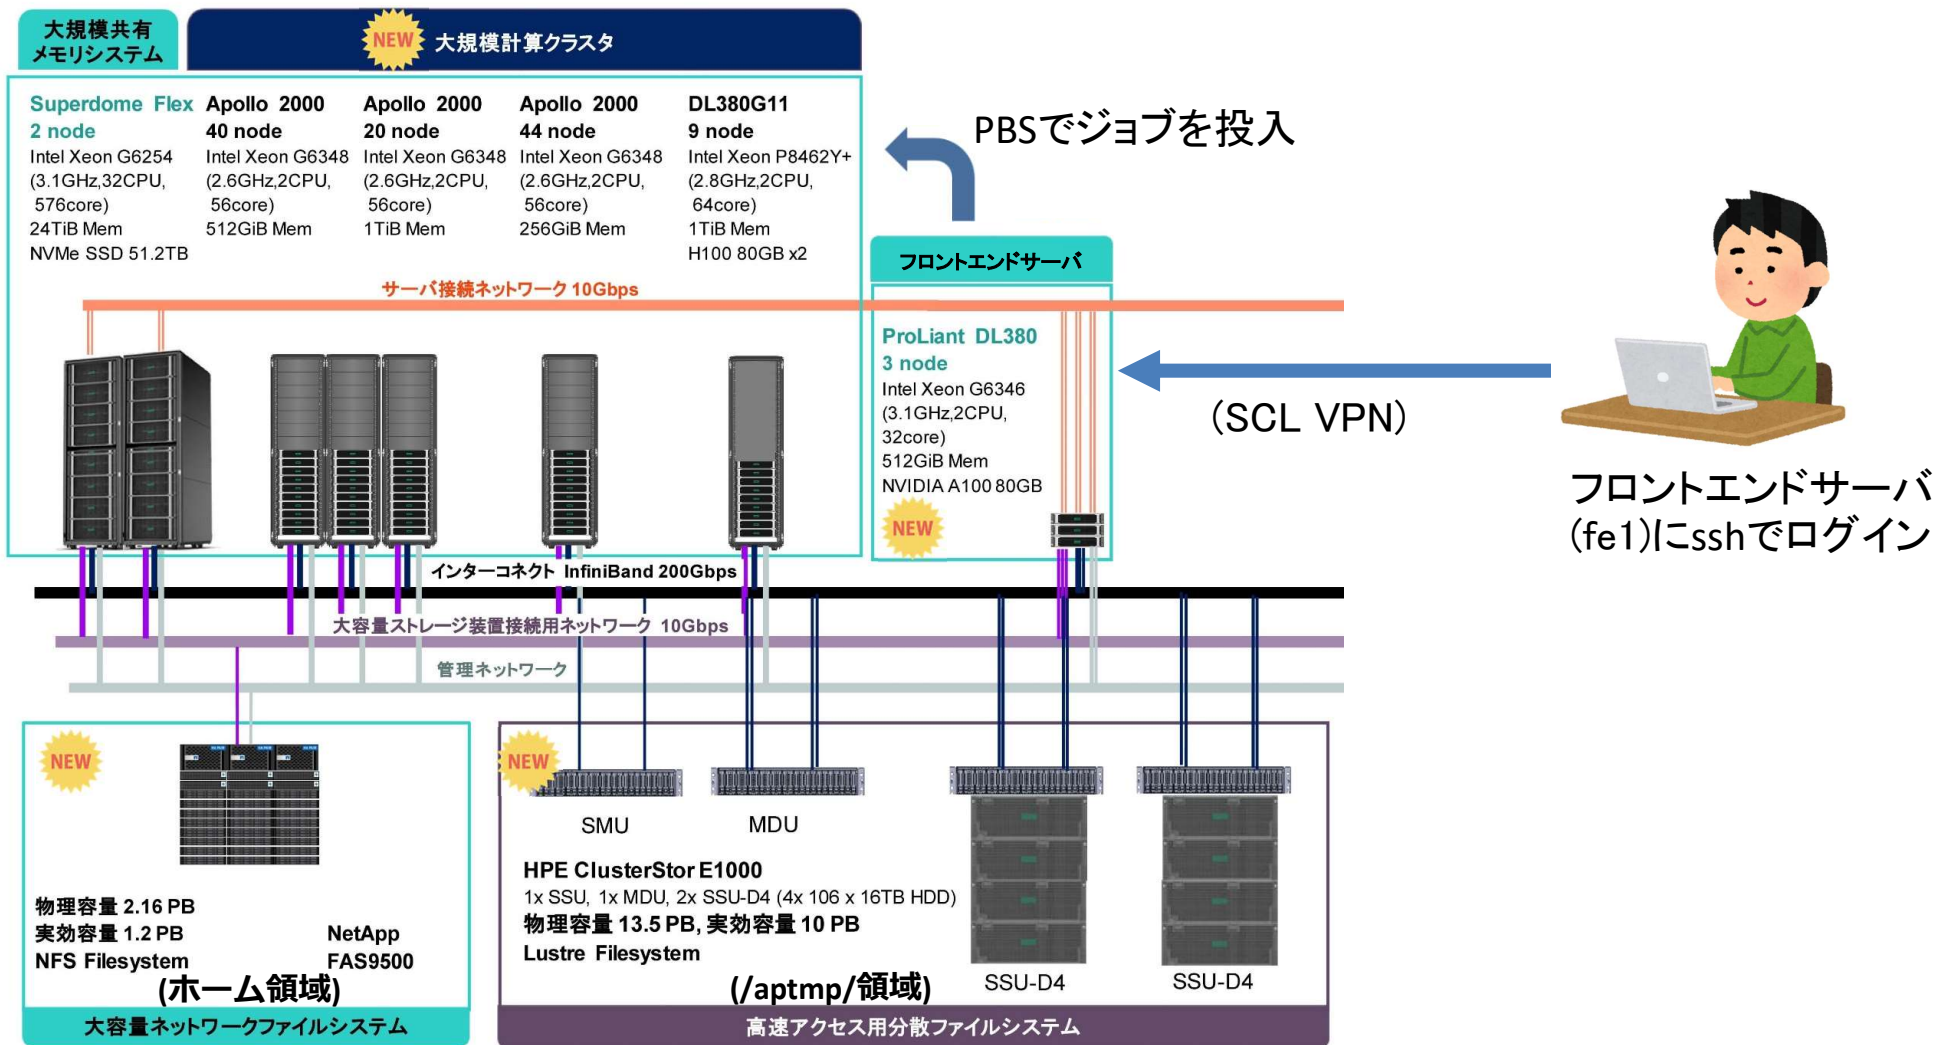 大規模共有
メモリシステム
NEW 大規模計算クラスタ
Superdome Flex
2 node
Intel Xeon G6254
(3.1GHz,32CPU,
576core)
24TiB Mem
NVMe SSD 51.2TB
Apollo 2000
40 node
Intel Xeon G6348
(2.6GHz,2CPU,
56core)
512GiB Mem
Apollo 2000
20 node
Intel Xeon G6348
(2.6GHz,2CPU,
56core)
1TiB Mem
Apollo 2000
44 node
Intel Xeon G6348
(2.6GHz,2CPU,
56core)
256GiB Mem
DL380G11
9 node
Intel Xeon P8462Y+
(2.8GHz,2CPU,
64core)
1TiB Mem
H100 80GB x2
PBSでジョブを投入
フロントエンドサーバ
サーバ接続ネットワーク 10Gbps
ProLiant DL380
3 node
Intel Xeon G6346
(3.1GHz,2CPU,
32core)
512GiB Mem
NVIDIA A100 80GB
NEW
(SCL VPN)
フロントエンドサーバ
(fe1)にsshでログイン
インターコネクト InfiniBand 200Gbps
大容量ストレージ装置接続用ネットワーク 10Gbps
管理ネットワーク
NEW
物理容量 2.16 PB
実効容量 1.2 PB
NFS Filesystem
NetApp
FAS9500
(ホーム領域)
大容量ネットワークファイルシステム
NEW
SMU
MDU
HPE ClusterStor E1000
1x SSU, 1x MDU, 2x SSU-D4 (4x 106 x 16TB HDD)
物理容量 13.5 PB, 実効容量 10 PB
Lustre Filesystem
(/aptmp/領域)
SSU-D4
SSU-D4
高速アクセス用分散ファイルシステム